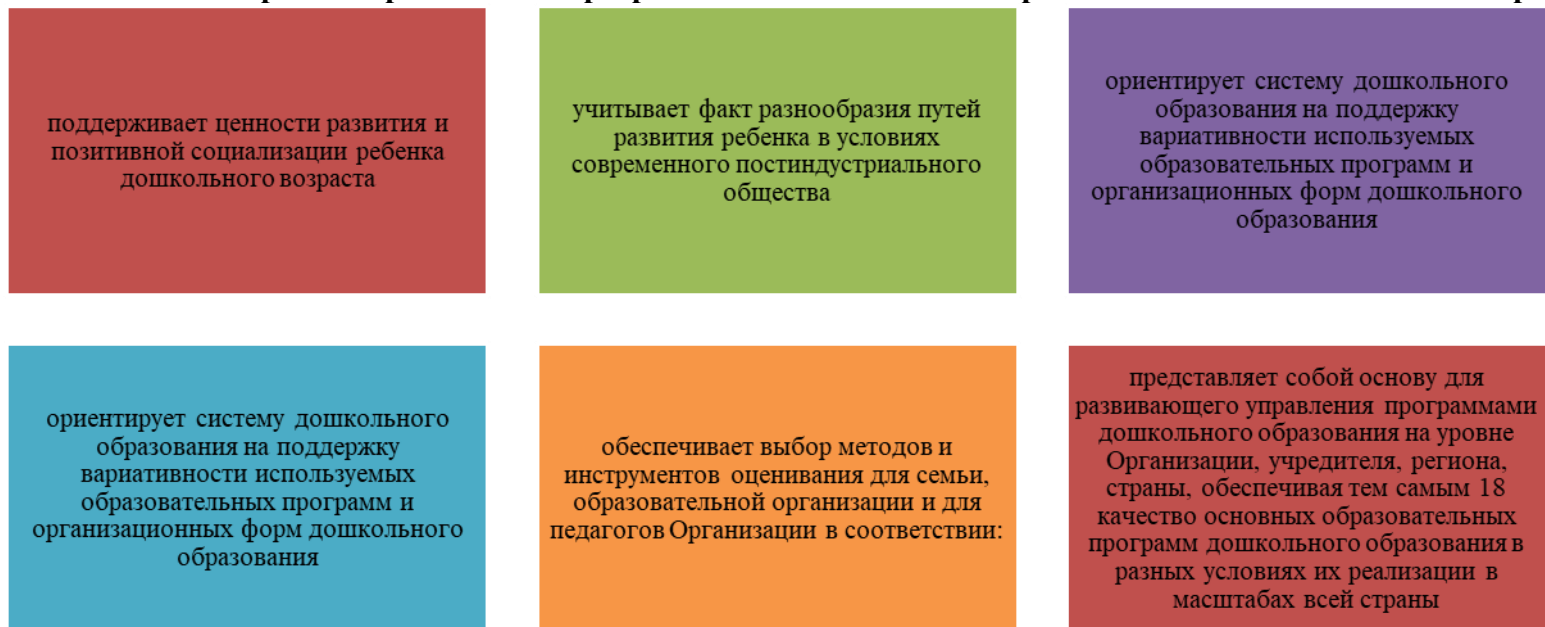 поддерживает ценности развития и
позитивной социализации ребенка
дошкольного возраста
учитывает факт разнообразия путей
развития ребенка в условиях
современного постиндустриального
общества
ориентирует систему дошкольного
образования на поддержку
вариативности используемых
образовательных программ и
организационных форм дошкольного
образования
ориентирует систему дошкольного
образования на поддержку
вариативности используемых
образовательных программ и
организационных форм дошкольного
образования
обеспечивает выбор методов и
инструментов оценивания для семьи,
образовательной организации и для
педагогов Организации в соответствии:
представляет собой основу для
развивающего управления программами
дошкольного образования на уровне
Организации, учредителя, региона,
страны, обеспечивая тем самым 18
качество основных образовательных
программ дошкольного образования в
разных условиях их реализации в
масштабах всей страны